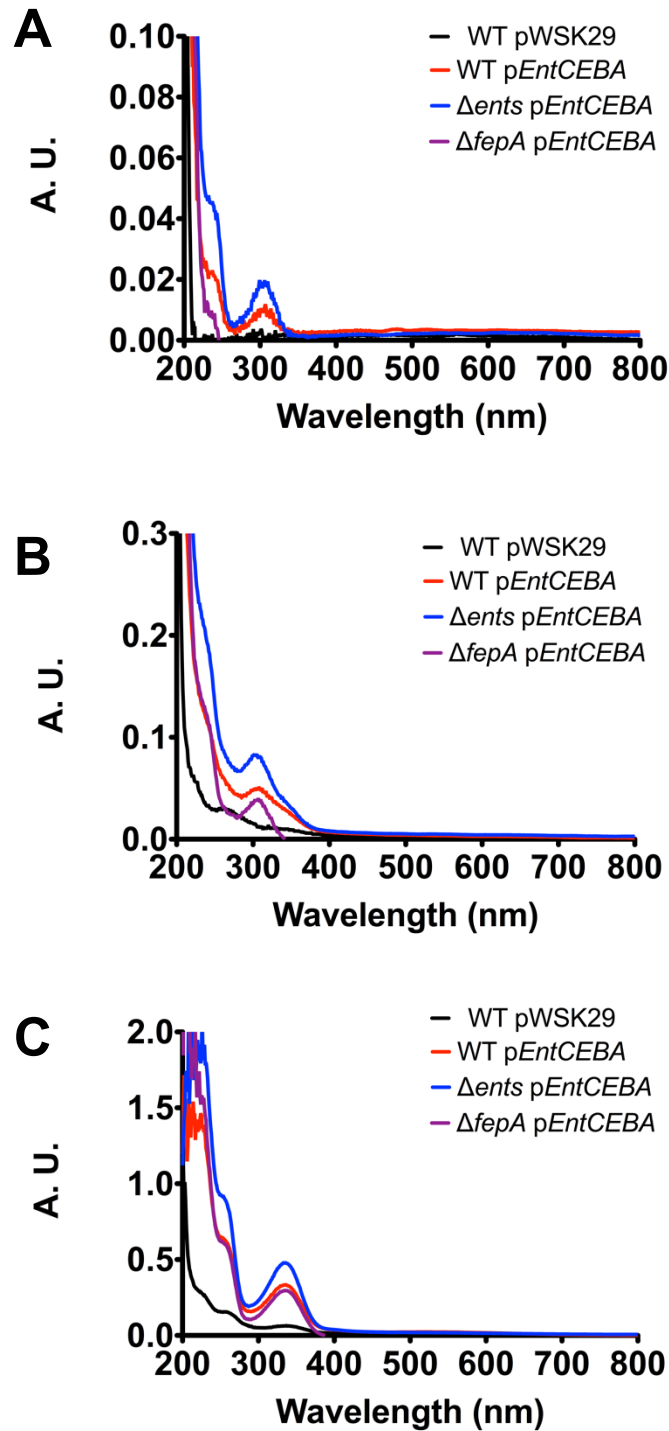 A
0.10
0.08
0.06
0.04
0.02
0.00
A. U.
200 300 400 500 600 700 800
Wavelength (nm)
WT pWSK29
WT pEntCEBA
Δents pEntCEBA
ΔfepA pEntCEBA
B
0.3
0.2
0.1
0.0
A. U.
200 300 400 500 600 700 800
Wavelength (nm)
WT pWSK29
WT pEntCEBA
Δents pEntCEBA
ΔfepA pEntCEBA
C
2.0
1.5
1.0
0.5
0.0
A. U.
200 300 400 500 600 700 800
Wavelength (nm)
WT pWSK29
WT pEntCEBA
Δents pEntCEBA
ΔfepA pEntCEBA